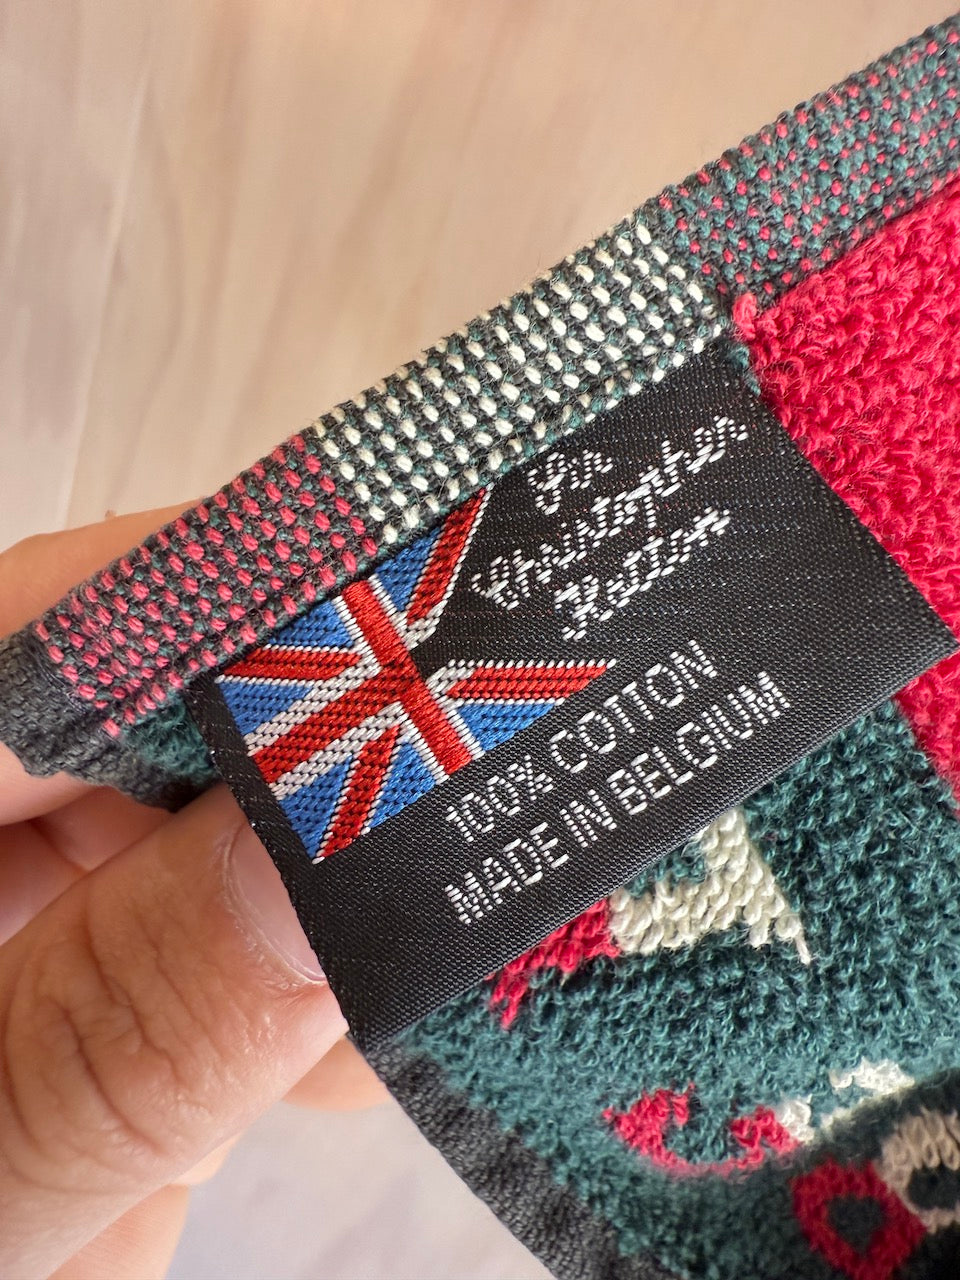 Sir
Christopher
Hatton
100% COTTON
MADE IN BELGIUM